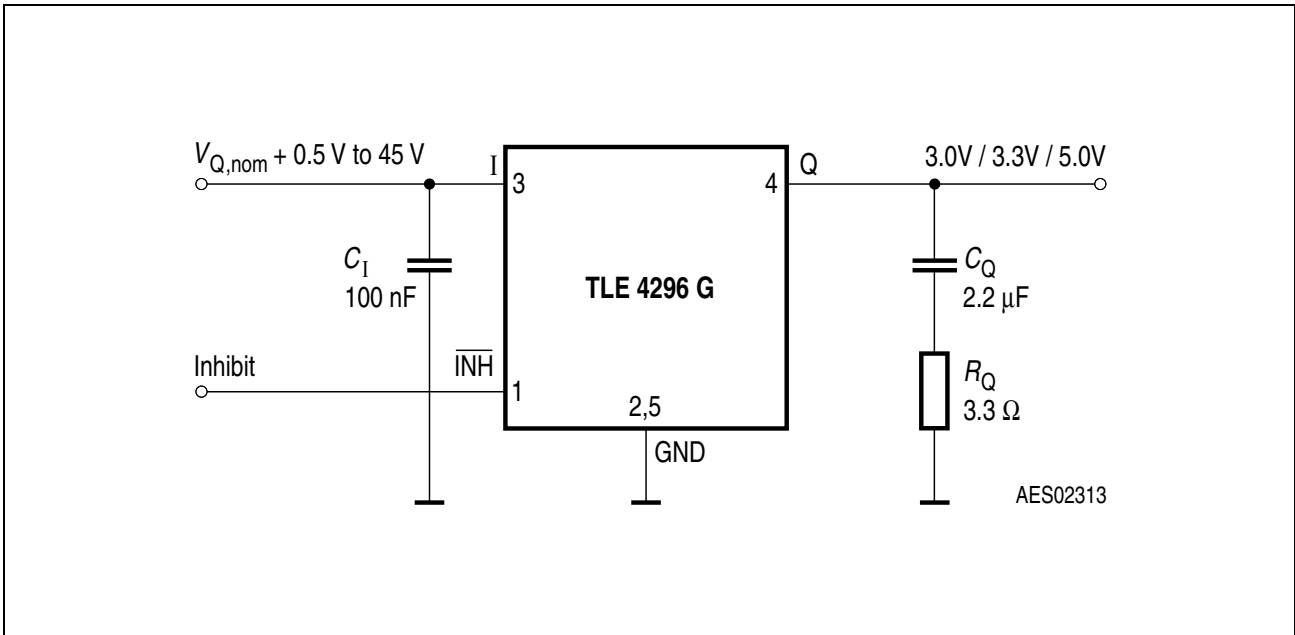 V_Q,nom + 0.5 V to 45 V
I
3
C_I
100 nF
Inhibit
I̅N̅H̅
1
TLE 4296 G
2,5
GND
4
Q
3.0V / 3.3V / 5.0V
C_Q
2.2 µF
R_Q
3.3 Ω
AES02313